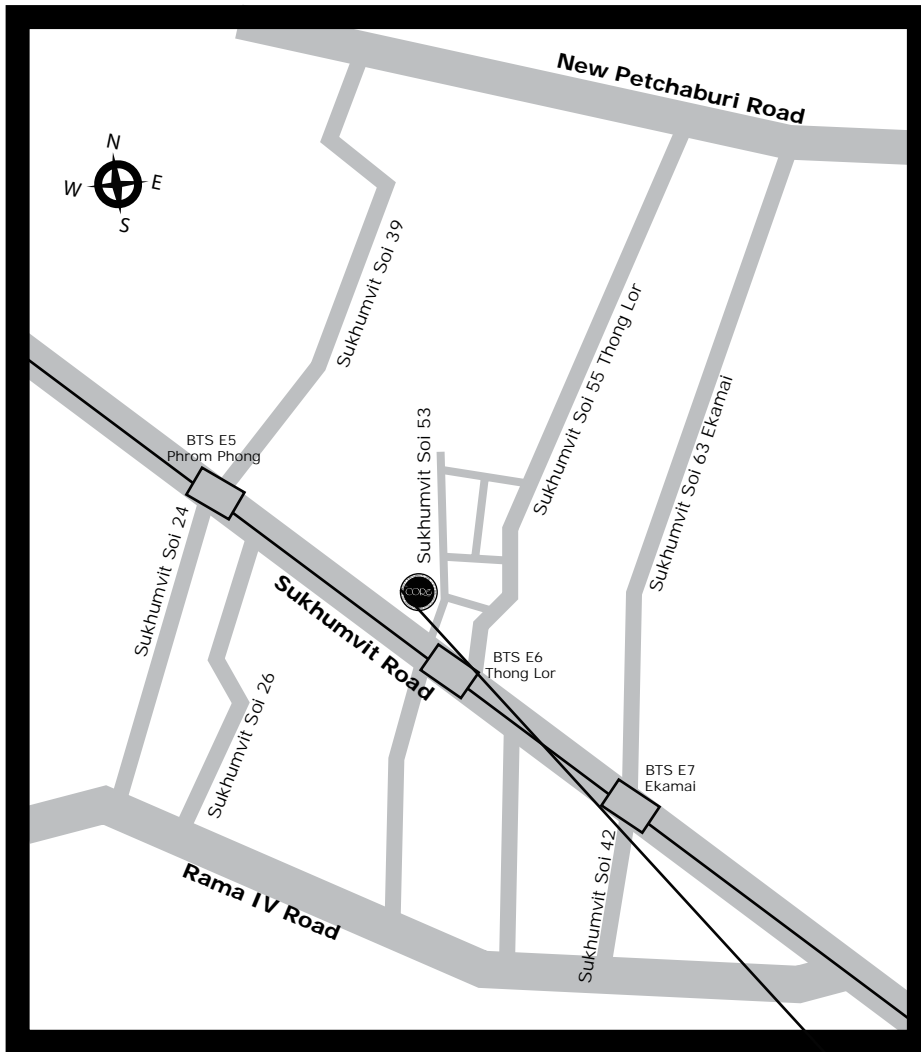 New Petchaburi Road
N
W
E
S
Sukhumvit Soi 39
Sukhumvit Soi 55 Thong Lor
Sukhumvit Soi 63 Ekamai
Sukhumvit Soi 53
BTS E5
Phrom Phong
Sukhumvit Soi 24
CORE
Sukhumvit Road
BTS E6
Thong Lor
Sukhumvit Soi 26
BTS E7
Ekamai
Sukhumvit Soi 42
Rama IV Road